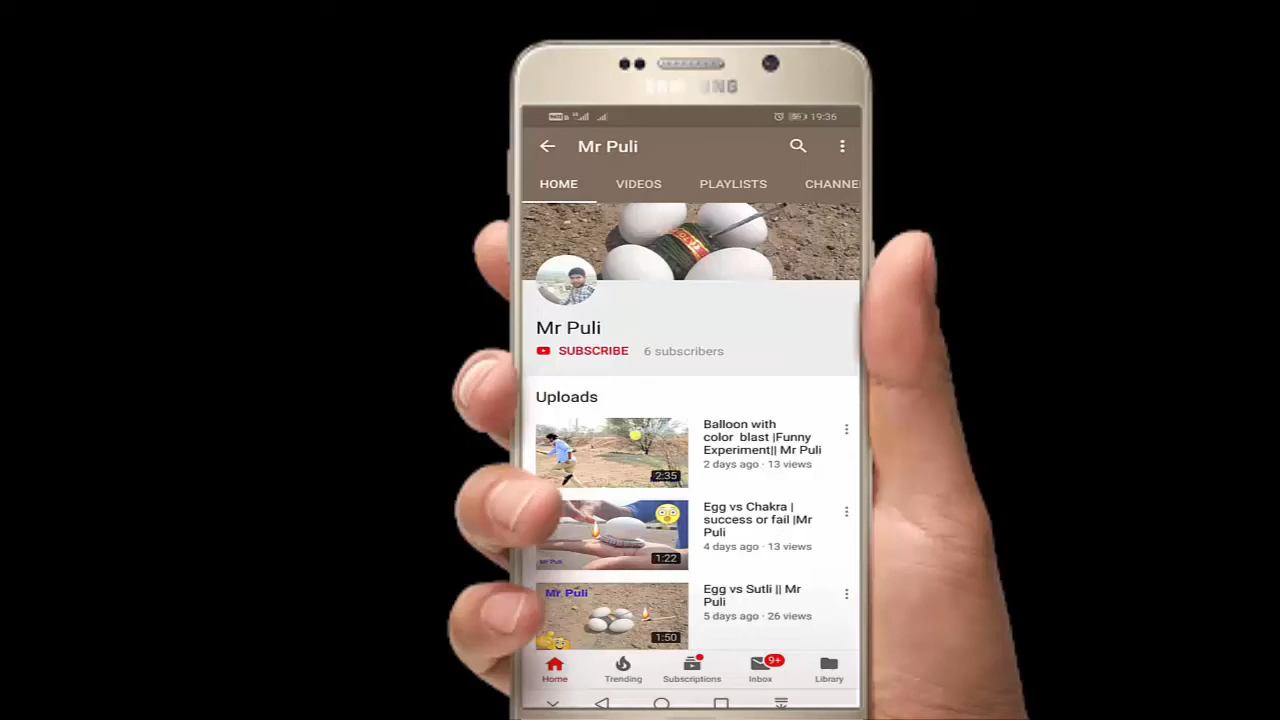 SAMSUNG
19:36
Mr Puli
HOME VIDEOS PLAYLISTS CHANNE
Mr Puli
SUBSCRIBE 6 subscribers
Uploads
Balloon with
color blast |Funny
Experiment|| Mr Puli
2 days ago · 13 views
2:35
Egg vs Chakra |
success or fail |Mr
Puli
4 days ago · 13 views
Mr Puli
1:22
Mr Puli
Egg vs Sutli || Mr
Puli
5 days ago · 26 views
1:50
9+
Home Trending Subscriptions Inbox Library